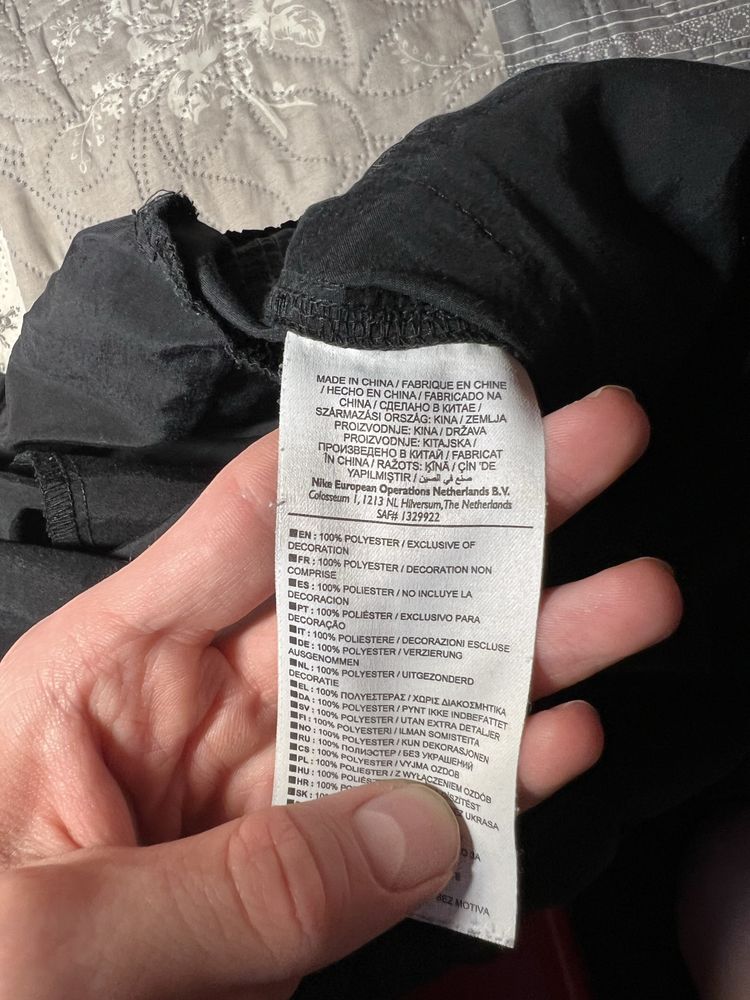 MADE IN CHINA / FABRIQUE EN CHINE
/ HECHO EN CHINA / FABRICADO NA
CHINA / СДЕЛАНО В КИТАЕ /
SZÁRMAZÁSI ORSZÁG: KINA / ZEMLJA
PROIZVODNJE: KINA / DRŽAVA
PROIZVODNJE: KITAJSKA /
ПРОИЗВЕДЕНО В КИТАЙ / FABRICAT
ÎN CHINA / RAŽOTS: ĶĪNĀ / ÇİN 'DE
YAPILMIŞTIR / صنع في الصين
Nike European Operations Netherlands B.V.
Colosseum 1, 1213 NL Hilversum, The Netherlands
SAF# 1329922
EN : 100% POLYESTER / EXCLUSIVE OF
DECORATION
FR : 100% POLYESTER / DECORATION NON
COMPRISE
ES : 100% POLIESTER / NO INCLUYE LA
DECORACION
PT : 100% POLIÉSTER / EXCLUSIVO PARA
DECORAÇÃO
IT : 100% POLIESTERE / DECORAZIONI ESCLUSE
DE : 100% POLYESTER / VERZIERUNG
AUSGENOMMEN
NL : 100% POLYESTER / UITGEZONDERD
DECORATIE
EL : 100% ΠΟΛΥΕΣΤΕΡΑΣ / ΧΩΡΙΣ ΔΙΑΚΟΣΜΗΤΙΚΑ
DA : 100% POLYESTER / PYNT IKKE INDBEFATTET
SV : 100% POLYESTER / UTAN EXTRA DETALJER
FI : 100% POLYESTERI / ILMAN SOMISTEITA
NO : 100% POLYESTER / KUN DEKORASJONEN
RU : 100% ПОЛИЭСТЕР / БЕЗ УКРАШЕНИЙ
CS : 100% POLYESTER / VYJMA OZDOB
PL : 100% POLIESTER / Z WYŁĄCZENIEM OZDÓB
HU : 100% POLIÉSZ
HR : 100%
SK : 100
UKRASA
BEZ MOTIVA